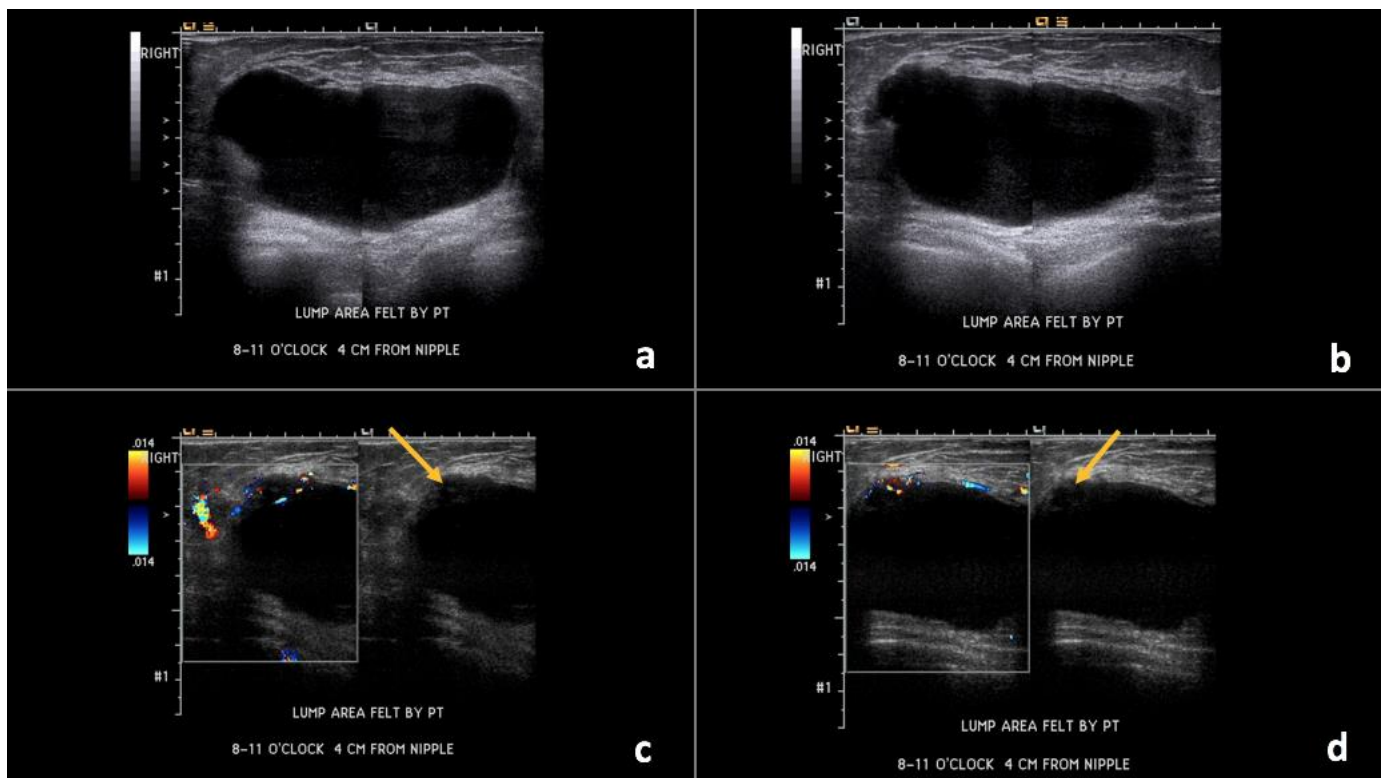 RIGHT
#1
LUMP AREA FELT BY PT
8-11 O'CLOCK 4 CM FROM NIPPLE
a
RIGHT
#1
LUMP AREA FELT BY PT
8-11 O'CLOCK 4 CM FROM NIPPLE
b
.014
RIGHT
.014
#1
LUMP AREA FELT BY PT
8-11 O'CLOCK 4 CM FROM NIPPLE
c
.014
RIGHT
.014
#1
LUMP AREA FELT BY PT
8-11 O'CLOCK 4 CM FROM NIPPLE
d